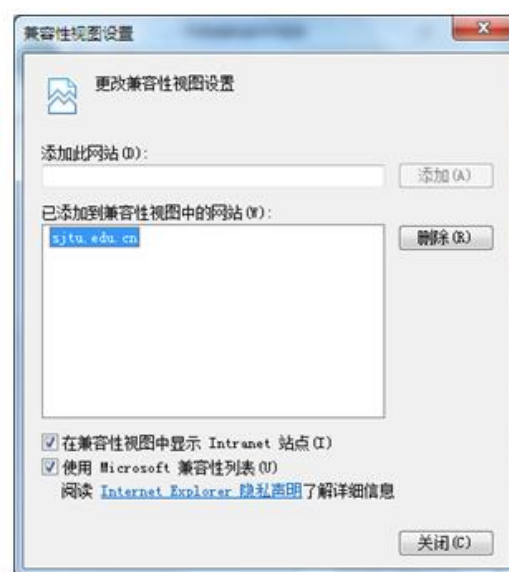 兼容性视图设置
更改兼容性视图设置
添加此网站(D):
添加(A)
已添加到兼容性视图中的网站(W):
sjtu.edu.cn
删除(R)
在兼容性视图中显示 Intranet 站点(I)
使用 Microsoft 兼容性列表(U)
阅读 Internet Explorer 隐私声明了解详细信息
关闭(C)